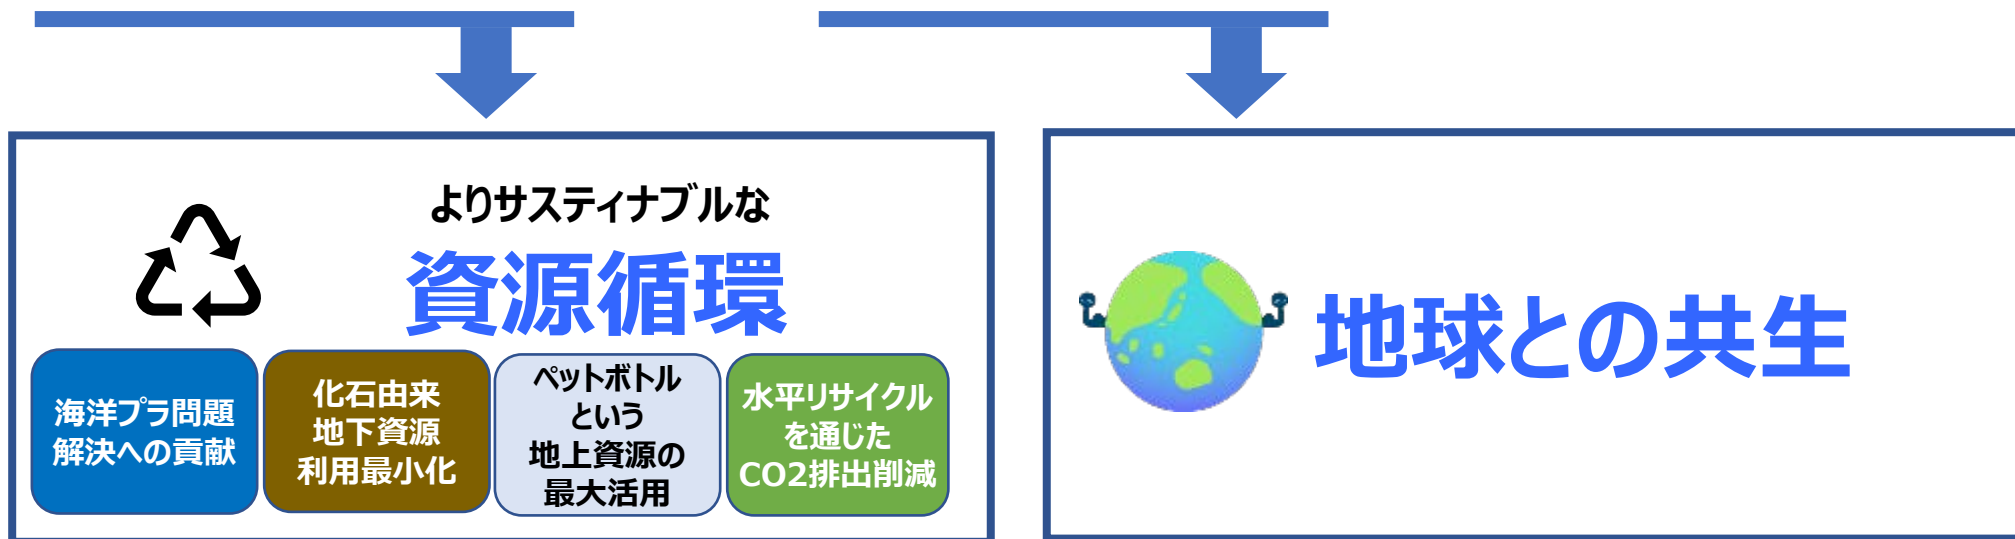 よりサスティナブルな
資源循環
海洋プラ問題
解決への貢献
化石由来
地下資源
利用最小化
ペットボトル
という
地上資源の
最大活用
水平リサイクル
を通じた
CO2排出削減
地球との共生